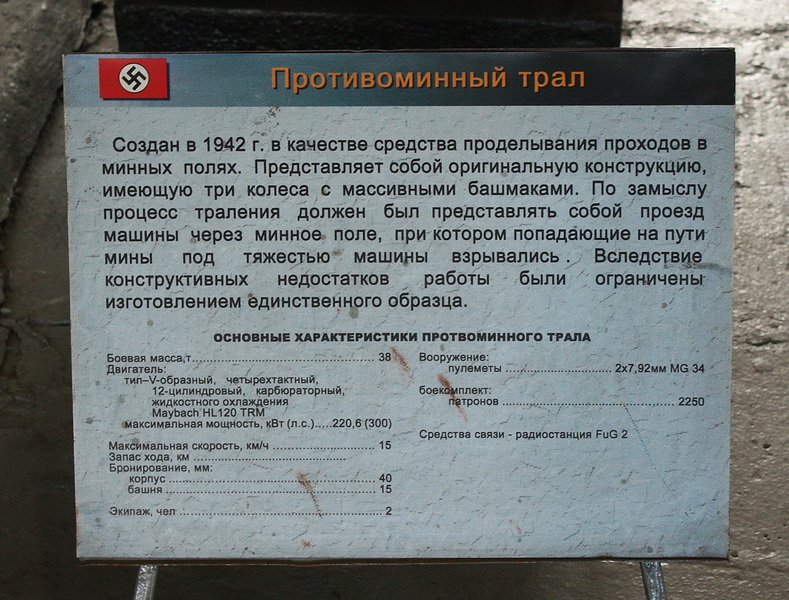 Противоминный трал
Создан в 1942 г. в качестве средства проделывания проходов в
минных полях. Представляет собой оригинальную конструкцию,
имеющую три колеса с массивными башмаками. По замыслу
процесс траления должен был представлять собой проезд
машины через минное поле, при котором попадающие на пути
мины под тяжестью машины взрывались . Вследствие
конструктивных недостатков работы были ограничены
изготовлением единственного образца.
ОСНОВНЫЕ ХАРАКТЕРИСТИКИ ПРОТВОМИННОГО ТРАЛА
Боевая масса,т.................................................... 38
Двигатель:
тип–V-образный, четырехтактный,
12-цилиндровый, карбюраторный,
жидкостного охлаждения
Maybach HL120 TRM
максимальная мощность, кВт (л.с.).....220,6 (300)
Максимальная скорость, км/ч ............................. 15
Запас хода, км ............................................
Бронирование, мм:
корпус ............................................................ 40
башня ............................................................. 15
Экипаж, чел ........................................................ 2
Вооружение:
пулеметы ................................ 2х7,92мм MG 34
боекомплект:
патронов ................................................... 2250
Средства связи - радиостанция FuG 2